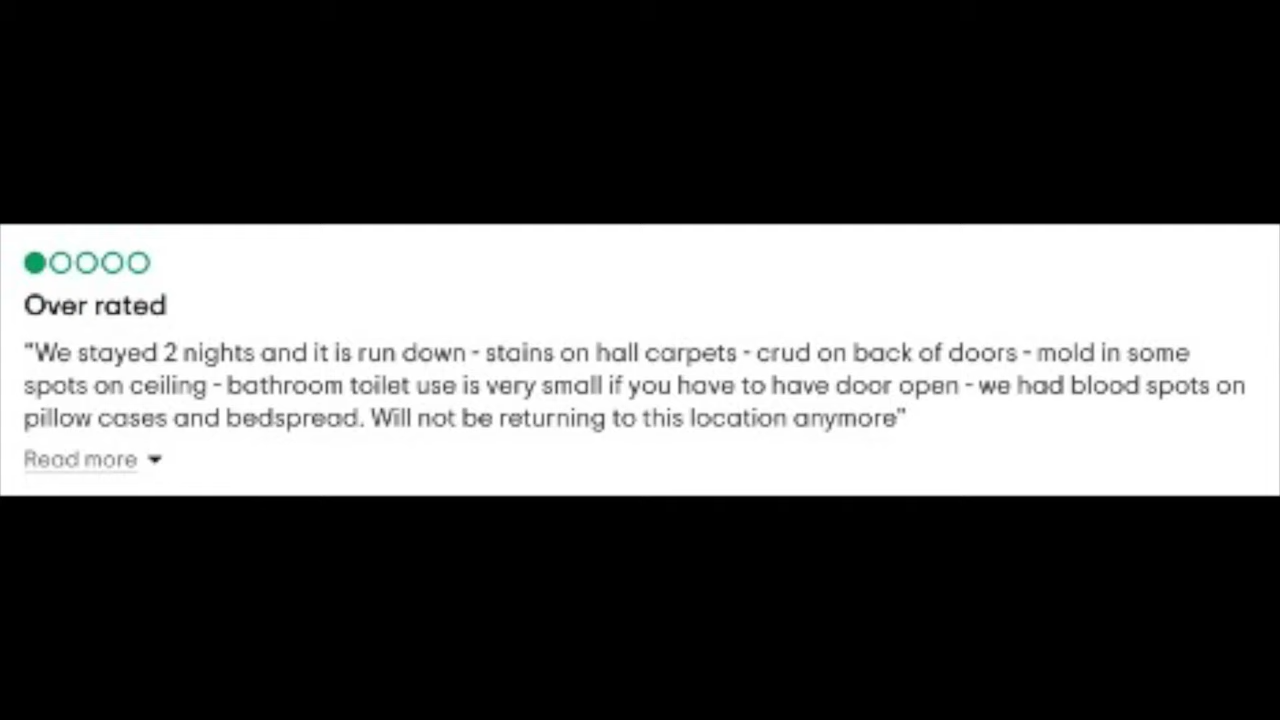 Over rated
"We stayed 2 nights and it is run down - stains on hall carpets - crud on back of doors - mold in some
spots on ceiling - bathroom toilet use is very small if you have to have door open - we had blood spots on
pillow cases and bedspread. Will not be returning to this location anymore"
Read more